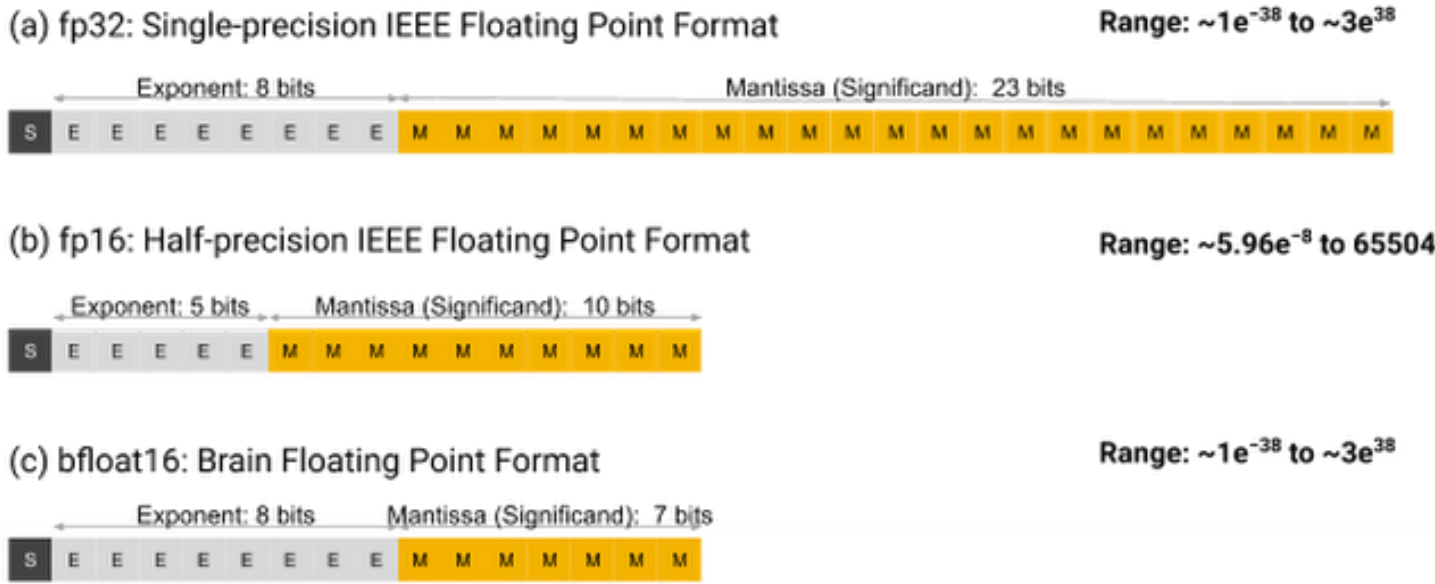 (a) fp32: Single-precision IEEE Floating Point Format Range: ~1e⁻³⁸ to ~3e³⁸
Exponent: 8 bits Mantissa (Significand): 23 bits
S E E E E E E E E M M M M M M M M M M M M M M M M M M M M M M M
(b) fp16: Half-precision IEEE Floating Point Format Range: ~5.96e⁻⁸ to 65504
Exponent: 5 bits Mantissa (Significand): 10 bits
S E E E E E M M M M M M M M M M
(c) bfloat16: Brain Floating Point Format Range: ~1e⁻³⁸ to ~3e³⁸
Exponent: 8 bits Mantissa (Significand): 7 bits
S E E E E E E E E M M M M M M M